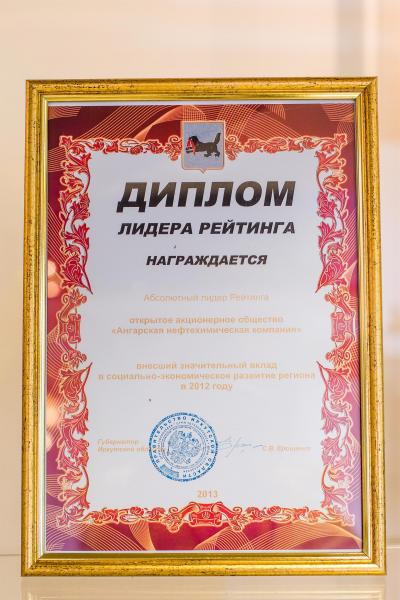 ДИПЛОМ
ЛИДЕРА РЕЙТИНГА
НАГРАЖДАЕТСЯ
Абсолютный лидер Рейтинга
открытое акционерное общество
«Ангарская нефтехимическая компания»
внесший значительный вклад
в социально-экономическое развитие региона
в 2012 году
Губернатор
Иркутской С.В. Ерощенко
2013